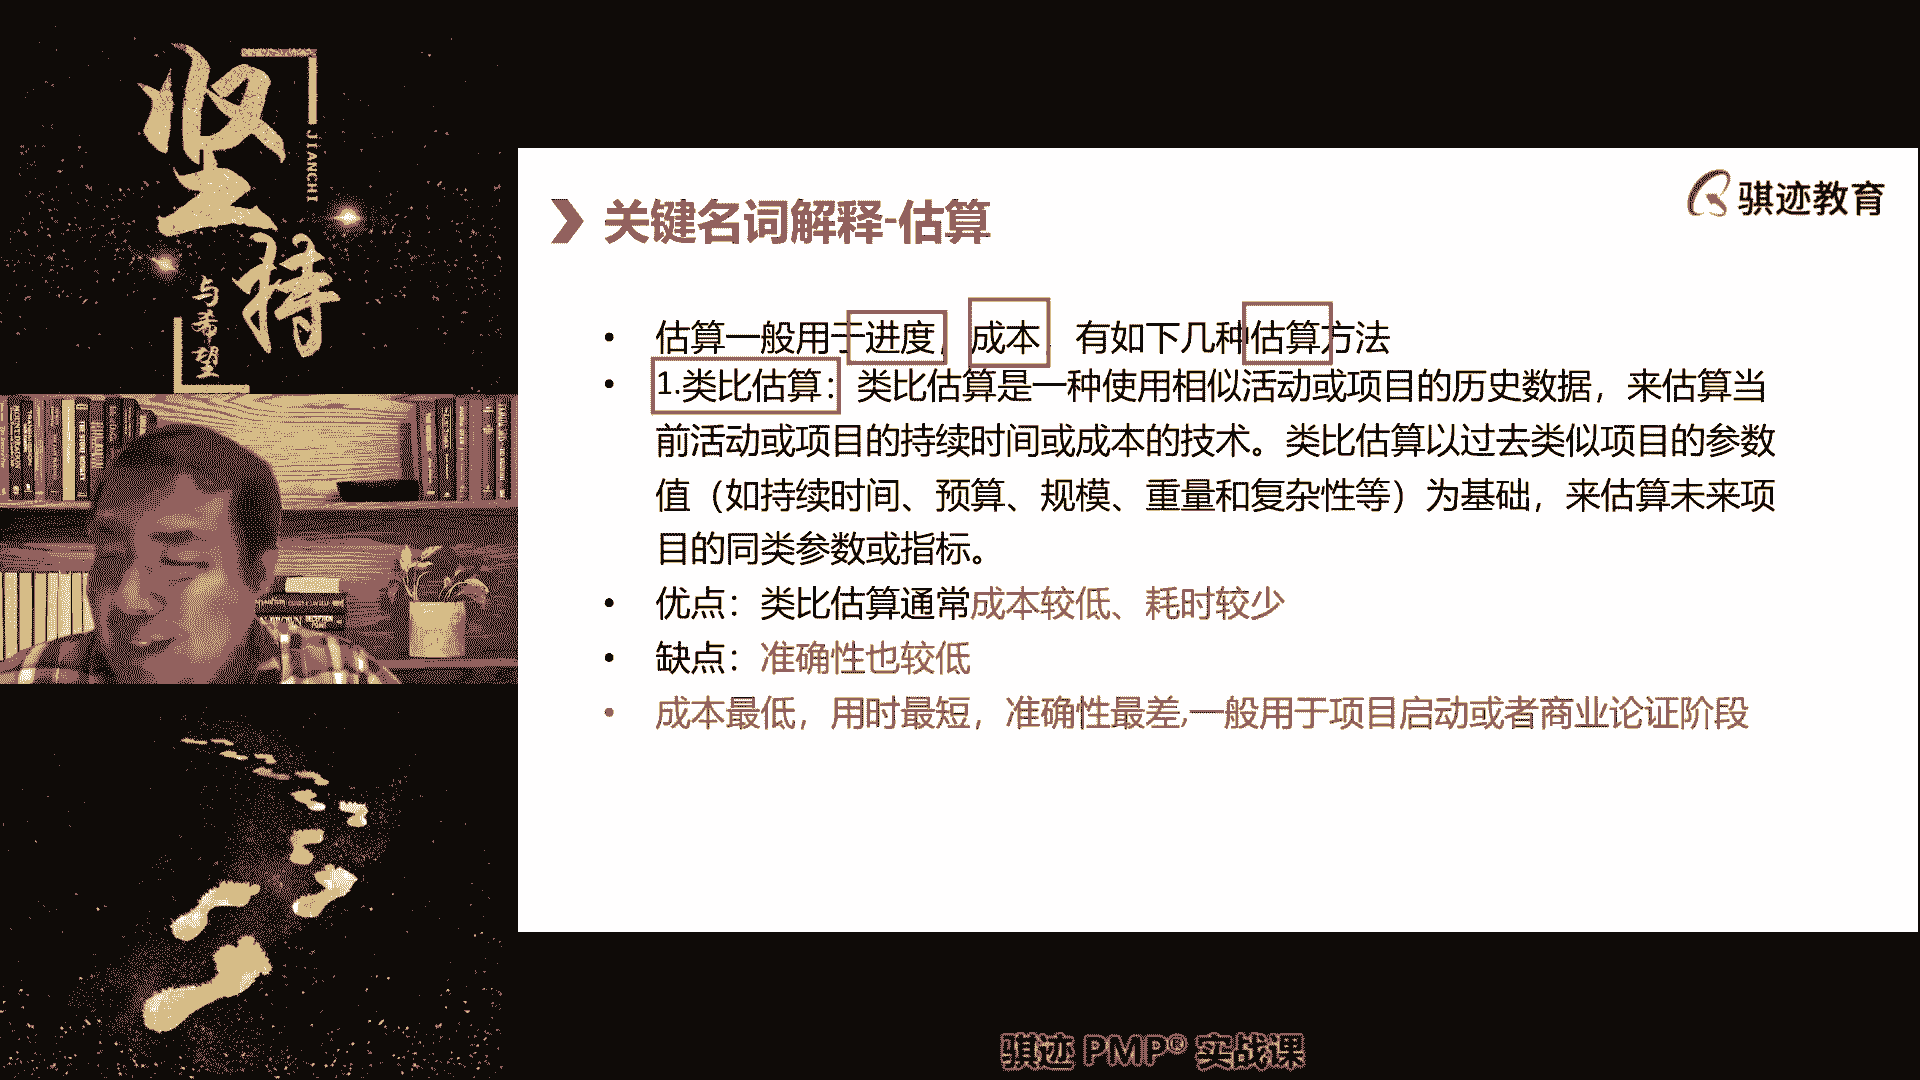 坚持
JIANCHI
与希望
骐迹教育
关键名词解释-估算
• 估算一般用于进度, 成本, 有如下几种估算方法
• 1.类比估算：类比估算是一种使用相似活动或项目的历史数据，来估算当
前活动或项目的持续时间或成本的技术。类比估算以过去类似项目的参数
值（如持续时间、预算、规模、重量和复杂性等）为基础，来估算未来项
目的同类参数或指标。
• 优点：类比估算通常成本较低、耗时较少
• 缺点：准确性也较低
• 成本最低，用时最短，准确性最差,一般用于项目启动或者商业论证阶段
骐迹 PMP® 实战课